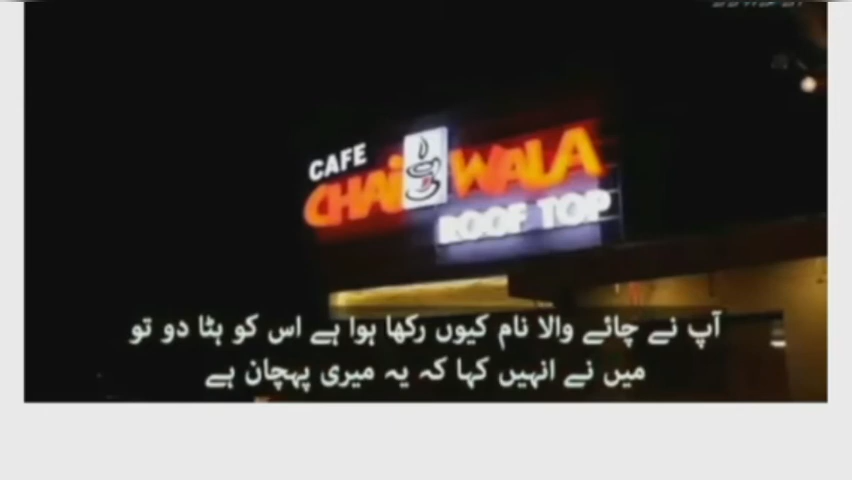 CAFE
CHAI WALA
ROOF TOP
آپ نے چائے والا نام کیوں رکھا ہوا ہے اس کو ہٹا دو تو
میں نے انہیں کہا کہ یہ میری پہچان ہے